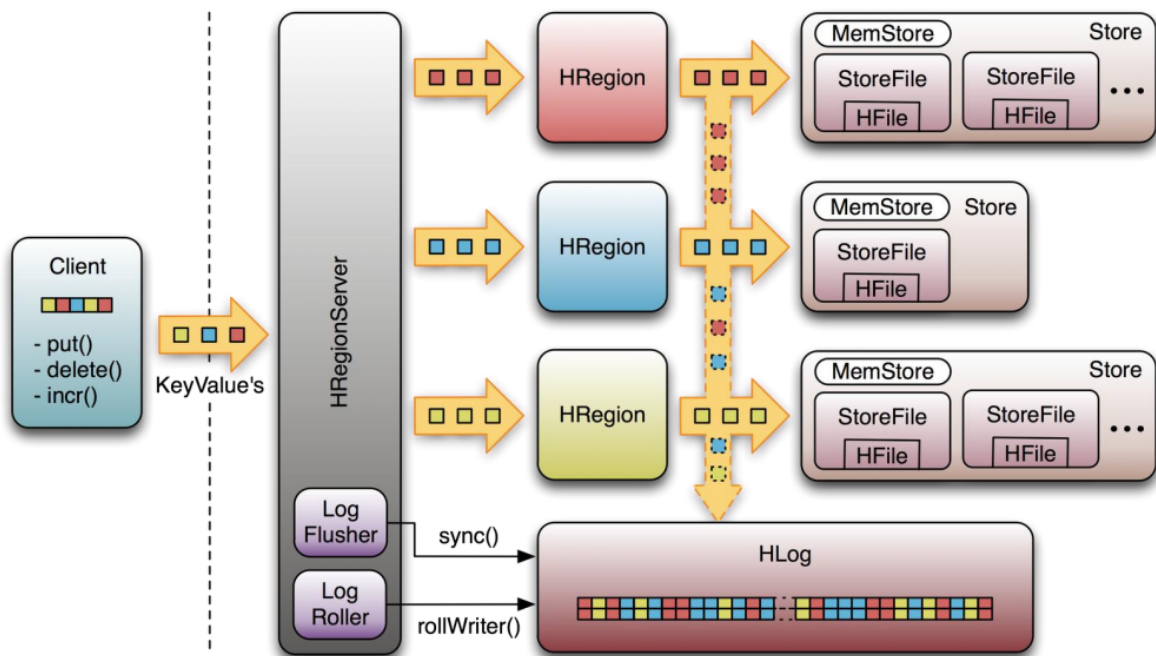 Client
- put()
- delete()
- incr()
KeyValue's
HRegionServer
Log
Flusher
Log
Roller
sync()
rollWriter()
HRegion
MemStore
Store
StoreFile
HFile
StoreFile
HFile
...
HRegion
MemStore
Store
StoreFile
HFile
HRegion
MemStore
Store
StoreFile
HFile
StoreFile
HFile
...
HLog